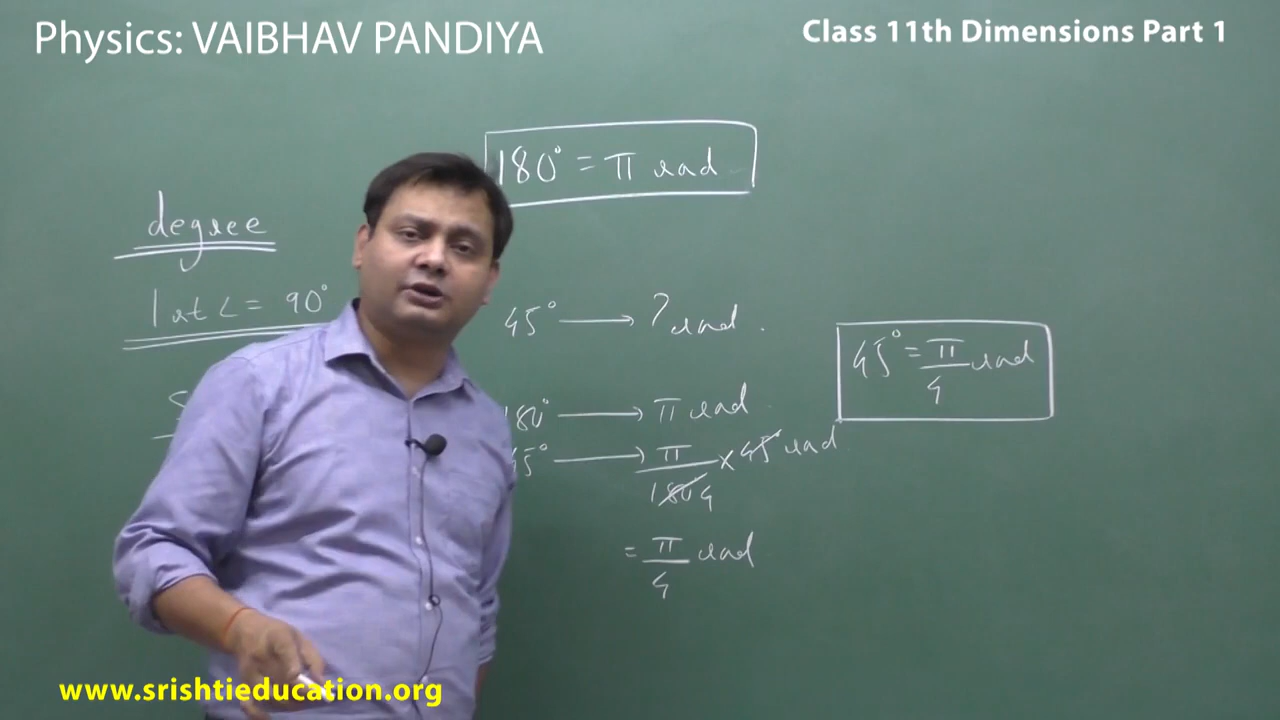 Physics: VAIBHAV PANDIYA
Class 11th Dimensions Part 1
180° = π rad
degree
1 rt ∠ = 90°
45° → ? rad.
45° = π/4 rad
180° → π rad
45° → π/180 4 × 45° rad
= π/4 rad
www.srishtieducation.org